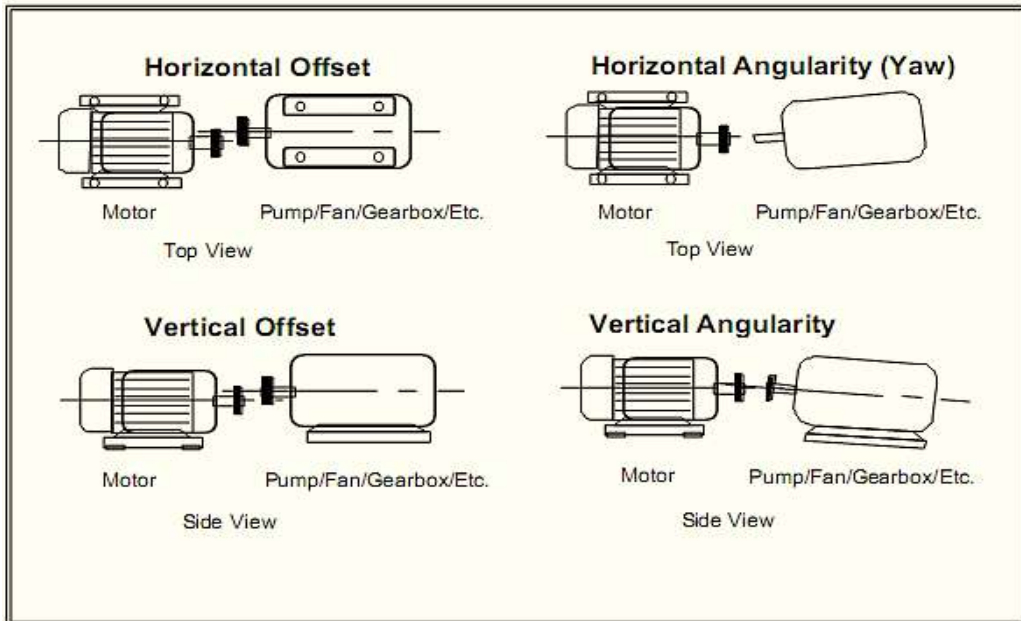 Horizontal Offset
Motor
Pump/Fan/Gearbox/Etc.
Top View
Horizontal Angularity (Yaw)
Motor
Pump/Fan/Gearbox/Etc.
Top View
Vertical Offset
Motor
Pump/Fan/Gearbox/Etc.
Side View
Vertical Angularity
Motor
Pump/Fan/Gearbox/Etc.
Side View